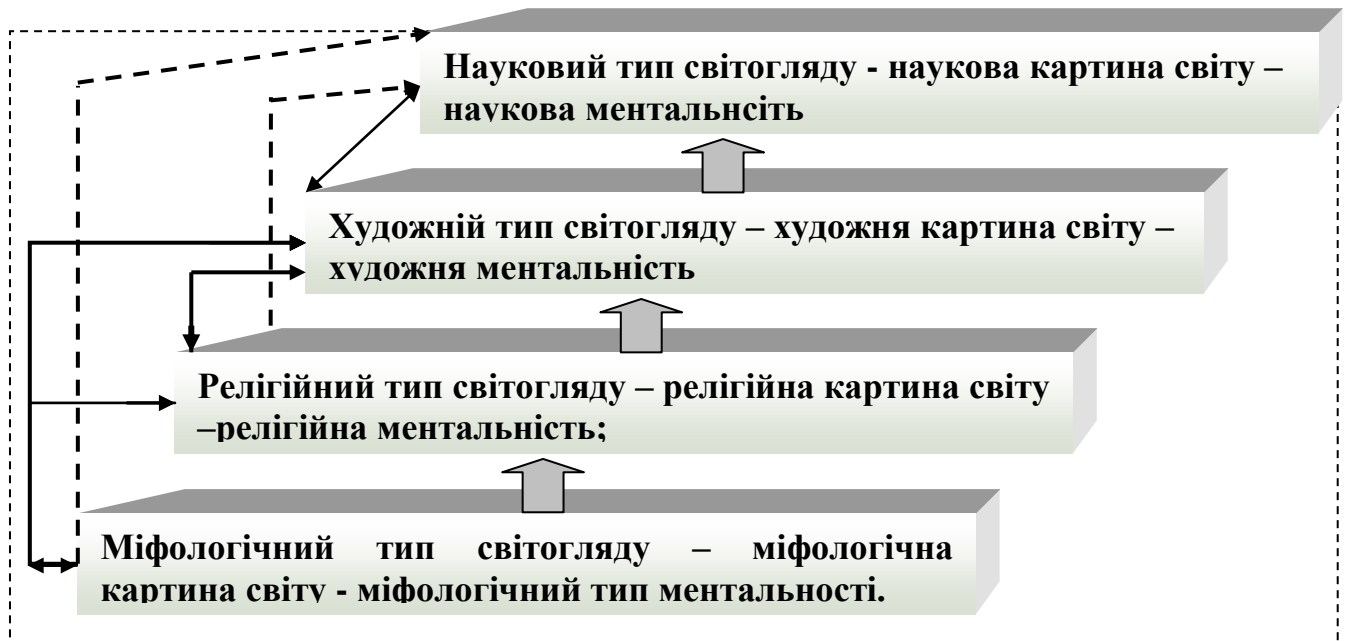 Науковий тип світогляду - наукова картина світу –
наукова ментальнсіть
Художній тип світогляду – художня картина світу –
художня ментальність
Релігійний тип світогляду – релігійна картина світу
–релігійна ментальність;
Міфологічний тип світогляду – міфологічна
картина світу - міфологічний тип ментальності.